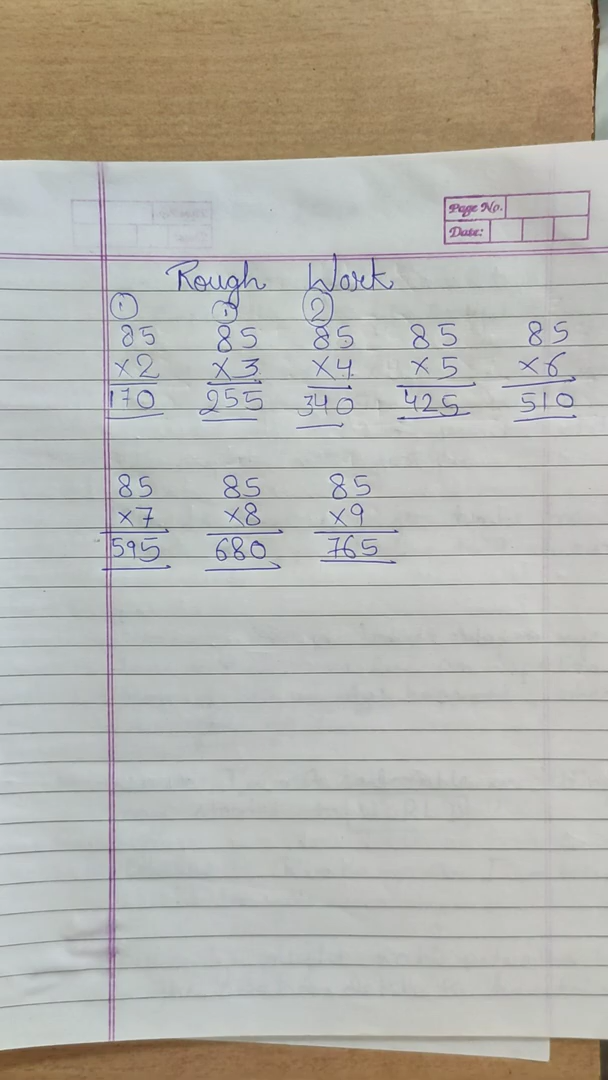 Page No.
Date:
Rough Work
① ① ②
85 85 85 85 85
×2 ×3 ×4 ×5 ×6
170 255 340 425 510
85 85 85
×7 ×8 ×9
595 680 765